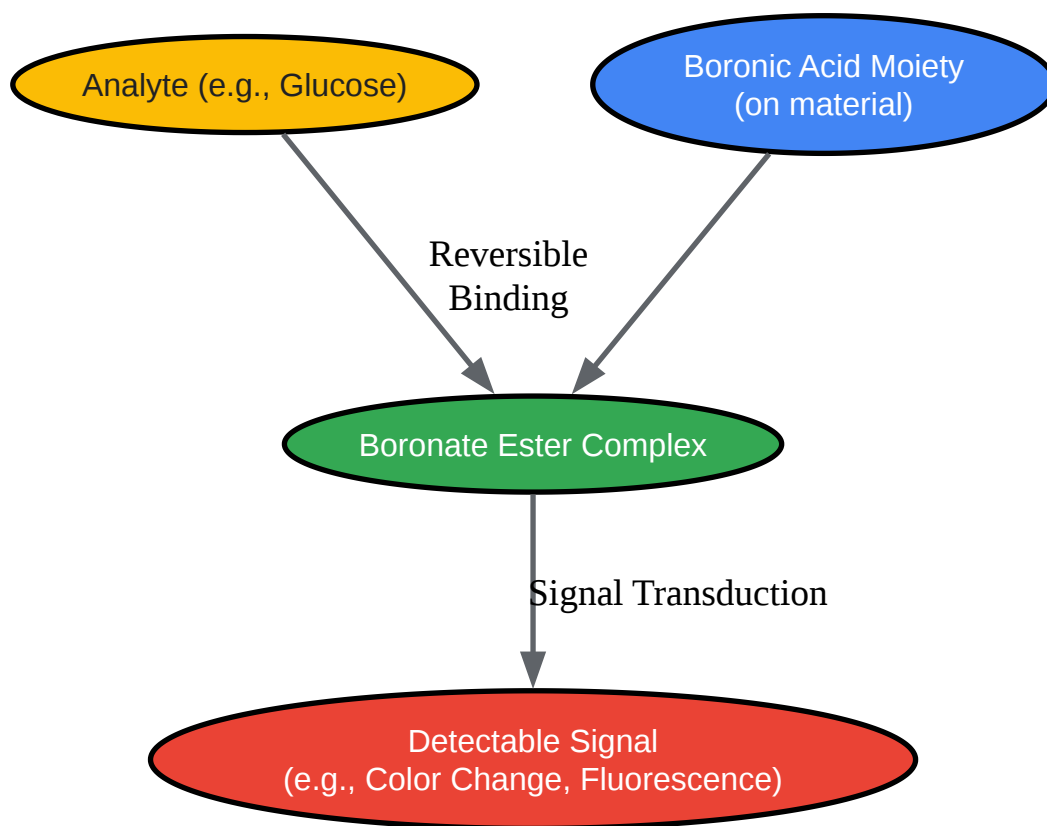 Analyte (e.g., Glucose)
Boronic Acid Moiety
(on material)
Reversible
Binding
Boronate Ester Complex
Signal Transduction
Detectable Signal
(e.g., Color Change, Fluorescence)